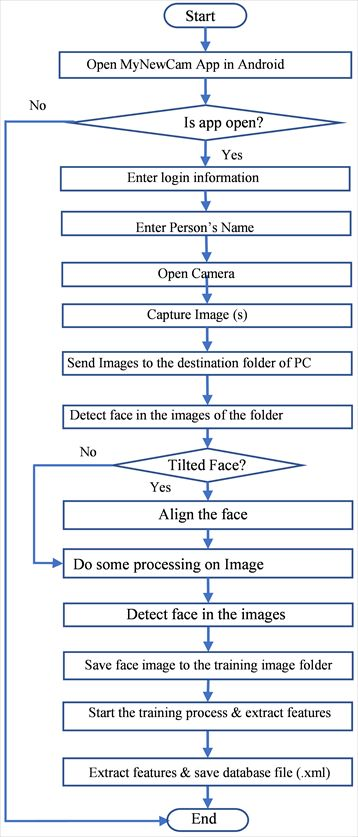 Start
Open MyNewCam App in Android
No
Is app open?
Yes
Enter login information
Enter Person's Name
Open Camera
Capture Image (s)
Send Images to the destination folder of PC
Detect face in the images of the folder
No
Tilted Face?
Yes
Align the face
Do some processing on Image
Detect face in the images
Save face image to the training image folder
Start the training process & extract features
Extract features & save database file (.xml)
End